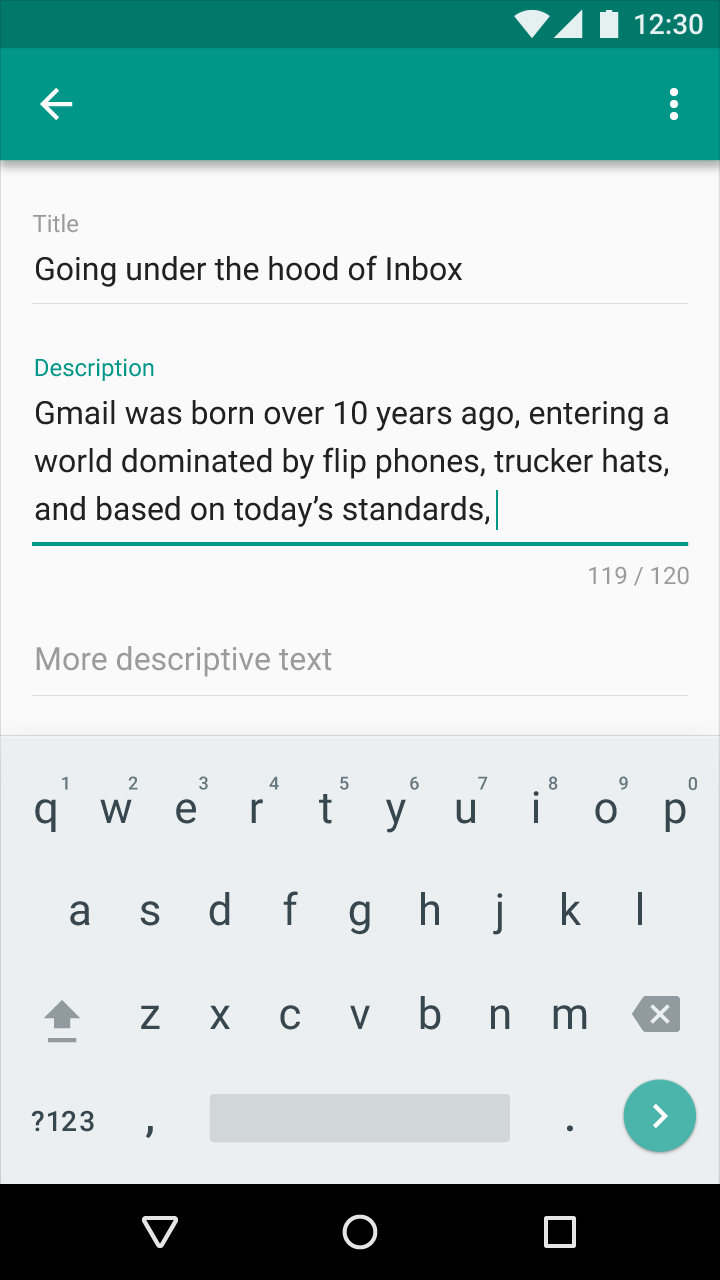 12:30
Title
Going under the hood of Inbox
Description
Gmail was born over 10 years ago, entering a
world dominated by flip phones, trucker hats,
and based on today’s standards,
119 / 120
More descriptive text
1 2 3 4 5 6 7 8 9 0
q w e r t y u i o p
a s d f g h j k l
z x c v b n m
?123 , .